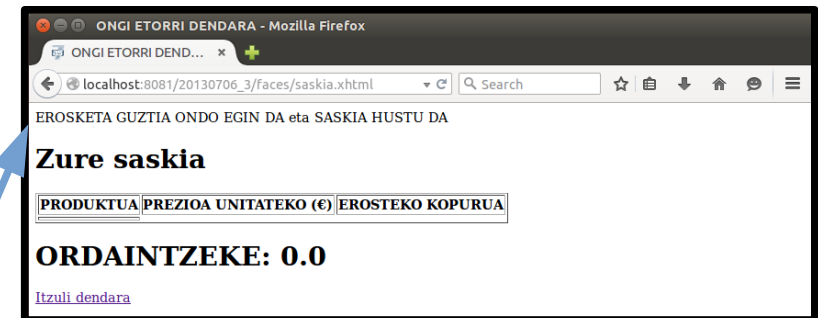 ONGI ETORRI DENDARA - Mozilla Firefox
ONGI ETORRI DEND...
localhost:8081/20130706_3/faces/saskia.xhtml
Search
EROSKETA GUZTIA ONDO EGIN DA eta SASKIA HUSTU DA
Zure saskia
PRODUKTUA PREZIOA UNITATEKO (€) EROSTEKO KOPURUA
ORDAINTZEKE: 0.0
Itzuli dendara